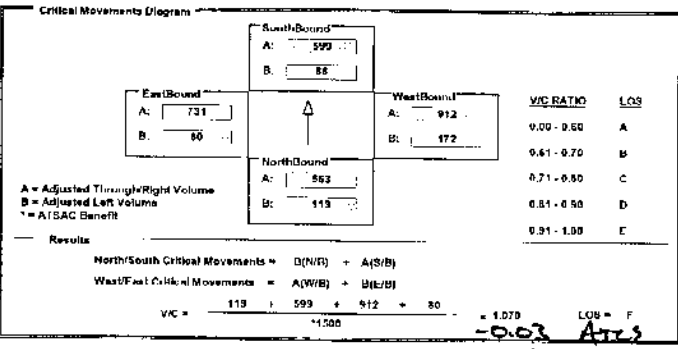 Critical Movements Diagram
SouthBound
A: 599
B: 88
EastBound
A: 731
B: 80
WestBound
A: 912
B: 172
NorthBound
A: 563
B: 119
V/C RATIO LOS
0.00 - 0.60 A
0.61 - 0.70 B
0.71 - 0.80 C
0.81 - 0.90 D
0.91 - 1.00 E
A = Adjusted Through/Right Volume
B = Adjusted Left Volume
* = ATSAC Benefit
Results
North/South Critical Movements = B(N/B) + A(S/B)
West/East Critical Movements = A(W/B) + B(E/B)
V/C = 119 + 599 + 912 + 80 = 1.070 LOS = F
*1500
-0.03 ATCS